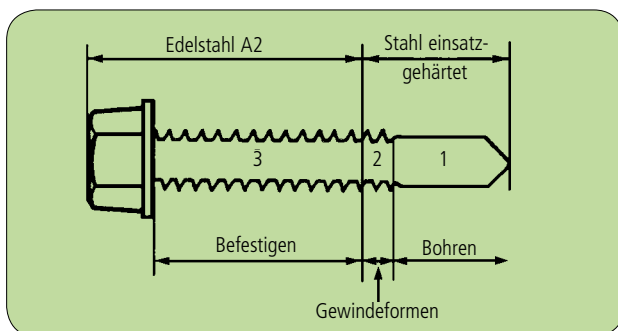 Edelstahl A2
Stahl einsatz-
gehärtet
3
2
1
Befestigen
Bohren
Gewindeformen